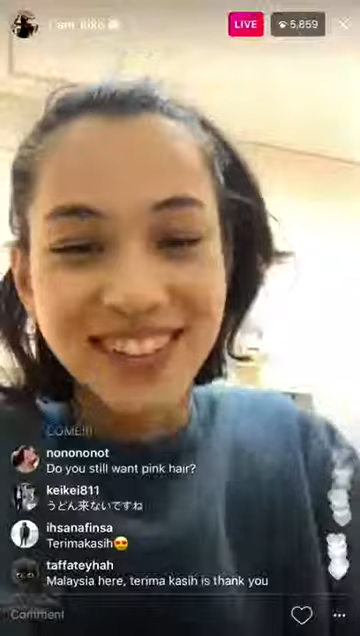 i_am_kiko
LIVE
5,859
COME!!!
nonononot
Do you still want pink hair?
keikei811
うどん来ないですね
ihsanafinsa
Terimakasih😍
taffateyhah
Malaysia here, terima kasih is thank you
Comment